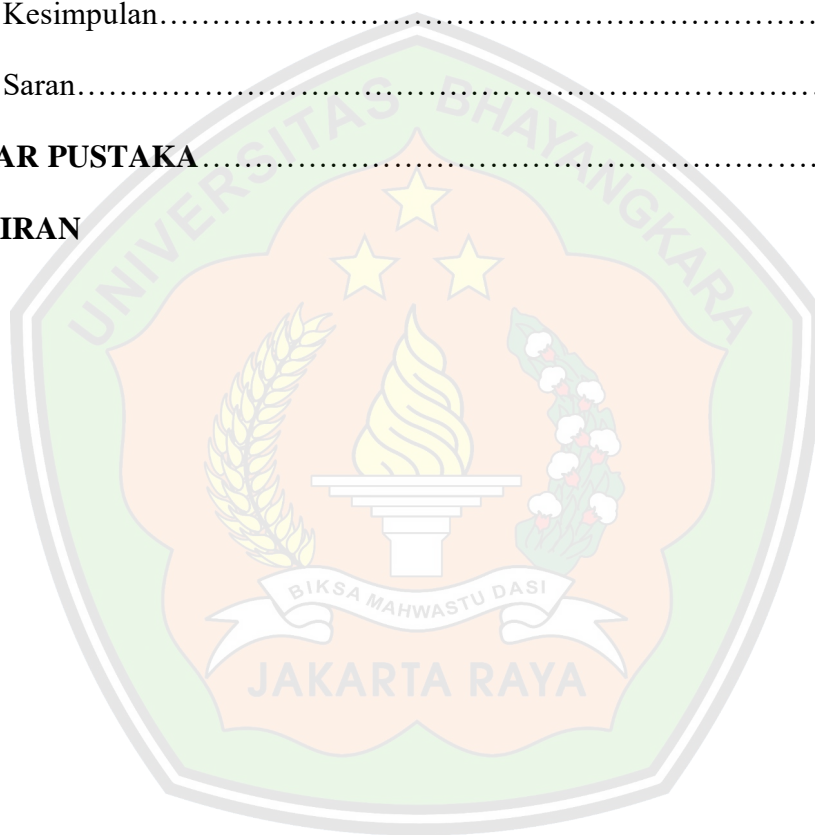 Kesimpulan……………………………………………………………………
Saran……………………………………………………………………………
AR PUSTAKA………………………………………………………………
IRAN
UNIVERSITAS BHAYANGKARA
BIKSA MAHWASTU DASI
JAKARTA RAYA